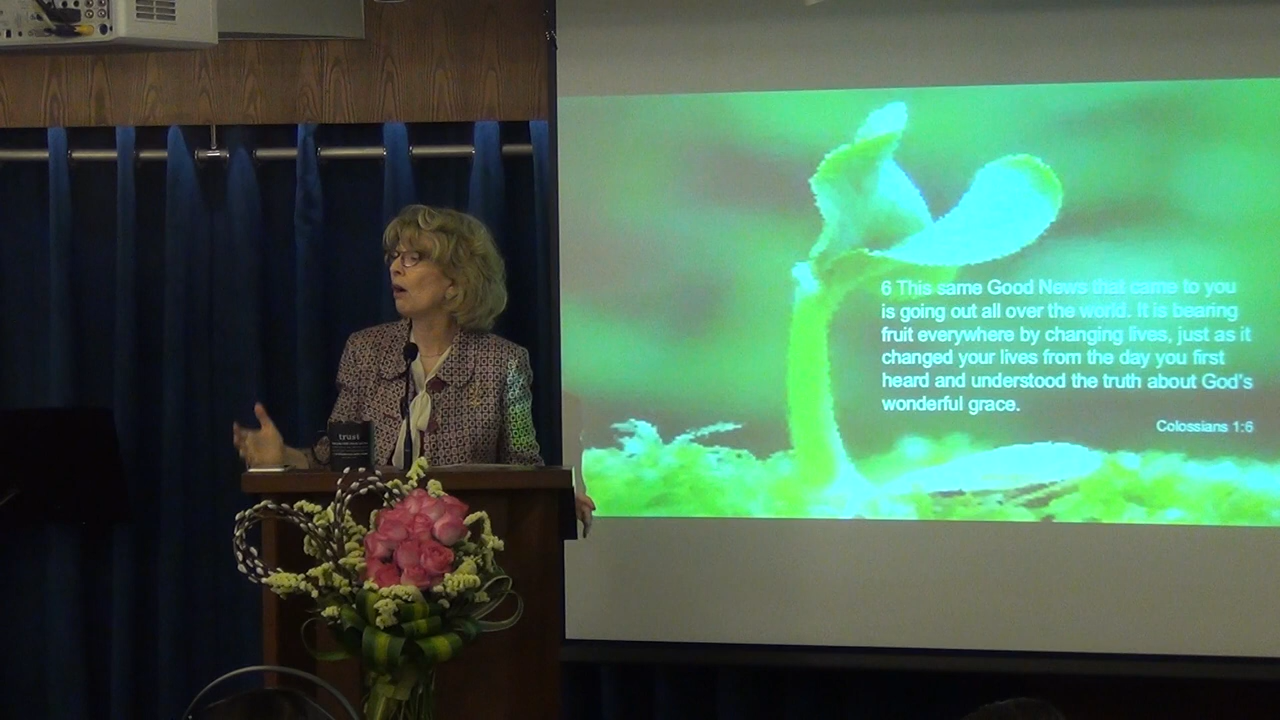 trust
6 This same Good News that came to you
is going out all over the world. It is bearing
fruit everywhere by changing lives, just as it
changed your lives from the day you first
heard and understood the truth about God's
wonderful grace.
Colossians 1:6